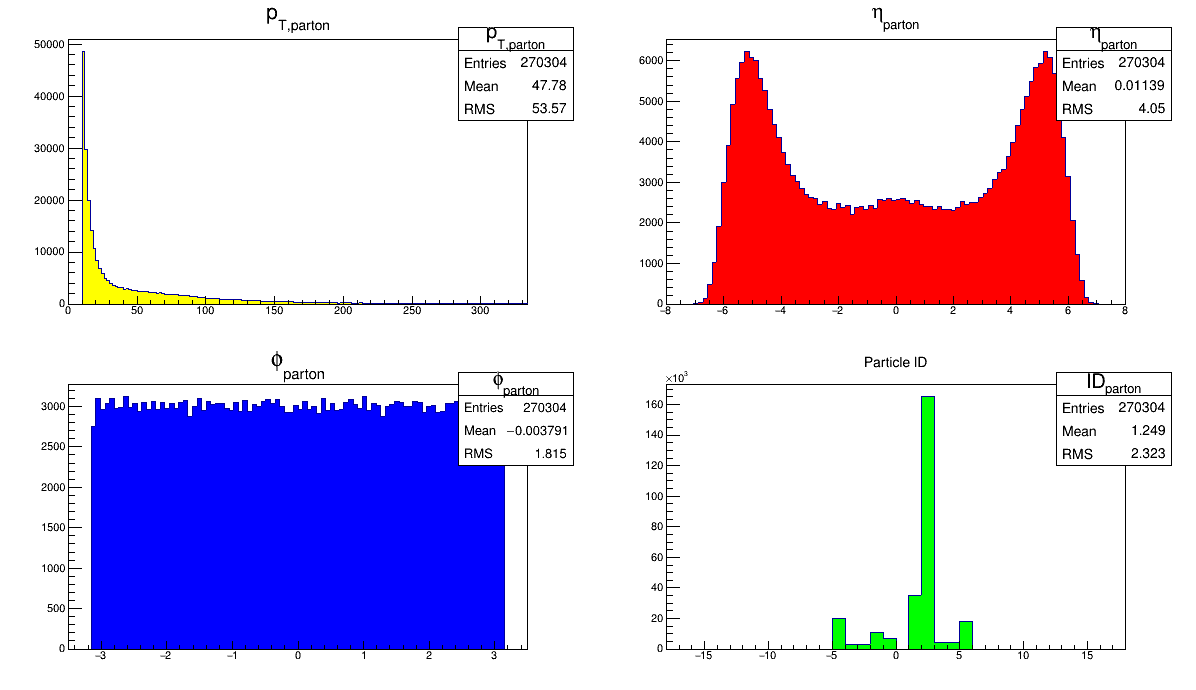 p_T,parton
p_T,parton
Entries 270304
Mean 47.78
RMS 53.57
50000
40000
30000
20000
10000
0
0 50 100 150 200 250 300
η_parton
η_parton
Entries 270304
Mean 0.01139
RMS 4.05
6000
5000
4000
3000
2000
1000
0
−8 −6 −4 −2 0 2 4 6 8
ϕ_parton
ϕ_parton
Entries 270304
Mean −0.003791
RMS 1.815
3000
2500
2000
1500
1000
500
0
−3 −2 −1 0 1 2 3
Particle ID
ID_parton
Entries 270304
Mean 1.249
RMS 2.323
×10³
160
140
120
100
80
60
40
20
0
−15 −10 −5 0 5 10 15